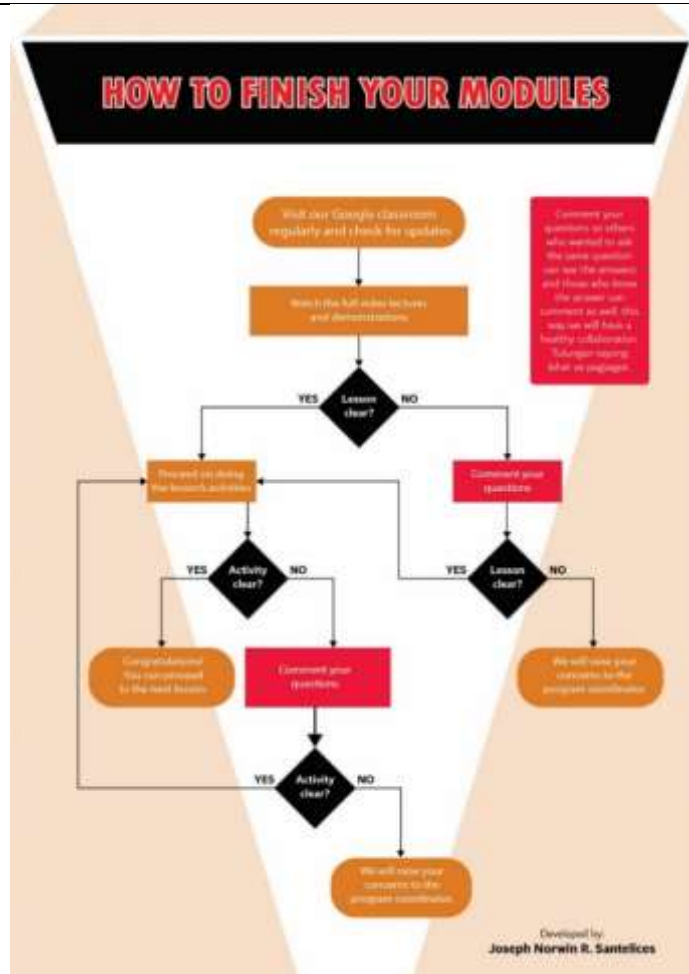 HOW TO FINISH YOUR MODULES
Visit our Google classroom
regularly and check for updates
Watch the full video lectures
and demonstrations
Comment your
questions so others
who wanted to ask
the same question
can see the answers
and those who know
the answer can
comment as well, this
way we will have a
healthy collaboration.
Tulungan tayong
lahat sa pagsagot.
Lesson
clear?
YES
NO
Proceed on doing
the lesson's activities
Comment your
questions
Activity
clear?
YES
NO
Lesson
clear?
YES
NO
Congratulations!
You can proceed
to the next lesson
Comment your
questions
We will raise your
concerns to the
program coordinator
Activity
clear?
YES
NO
We will raise your
concerns to the
program coordinator
Developed by:
Joseph Norwin R. Santelices